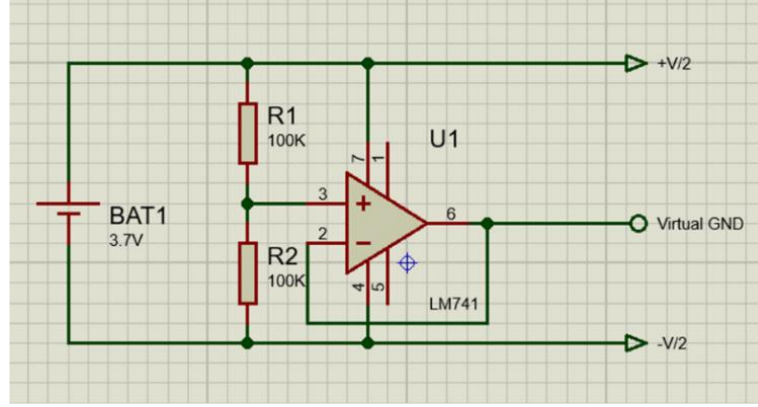 +V/2
R1
100K
U1
7
1
3
+
6
Virtual GND
BAT1
3.7V
2
−
R2
100K
4
5
LM741
-V/2